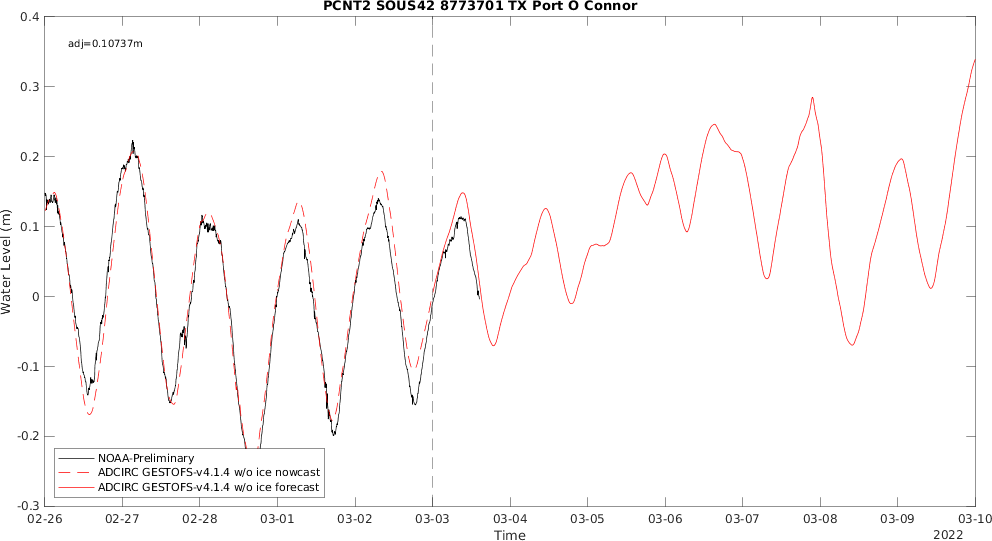 PCNT2 SOUS42 8773701 TX Port O Connor
adj=0.10737m
0.4
0.3
0.2
0.1
0
-0.1
-0.2
-0.3
Water Level (m)
NOAA-Preliminary
ADCIRC GESTOFS-v4.1.4 w/o ice nowcast
ADCIRC GESTOFS-v4.1.4 w/o ice forecast
02-26 02-27 02-28 03-01 03-02 03-03 03-04 03-05 03-06 03-07 03-08 03-09 03-10
Time
2022